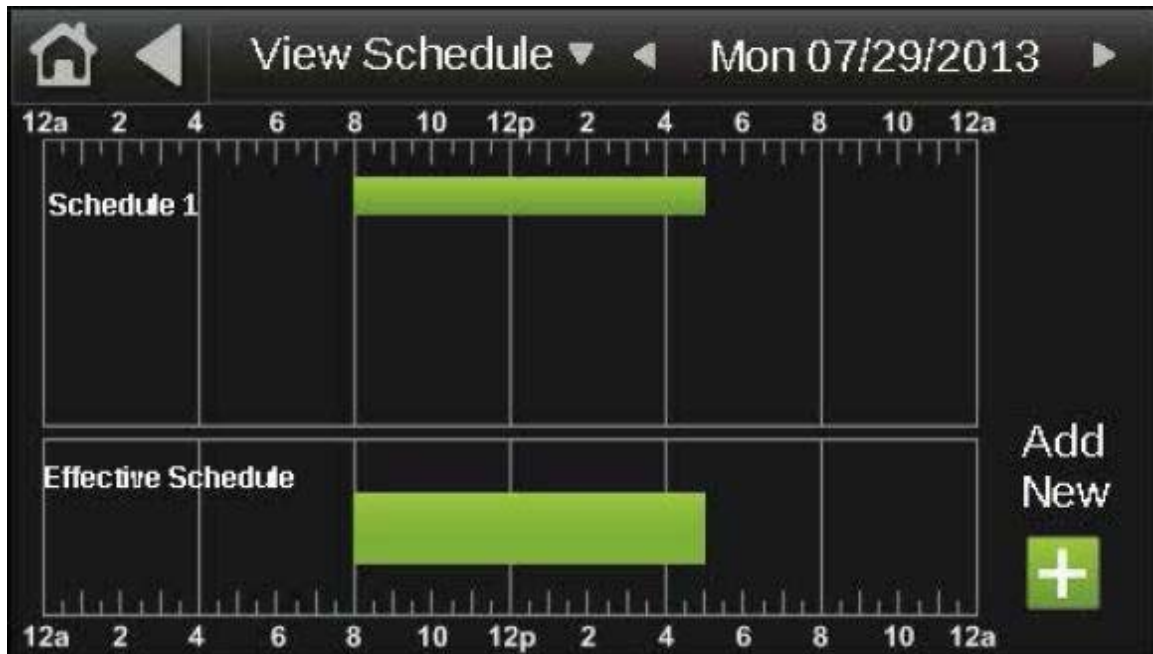 View Schedule
Mon 07/29/2013
12a 2 4 6 8 10 12p 2 4 6 8 10 12a
Schedule 1
Effective Schedule
Add
New
12a 2 4 6 8 10 12p 2 4 6 8 10 12a